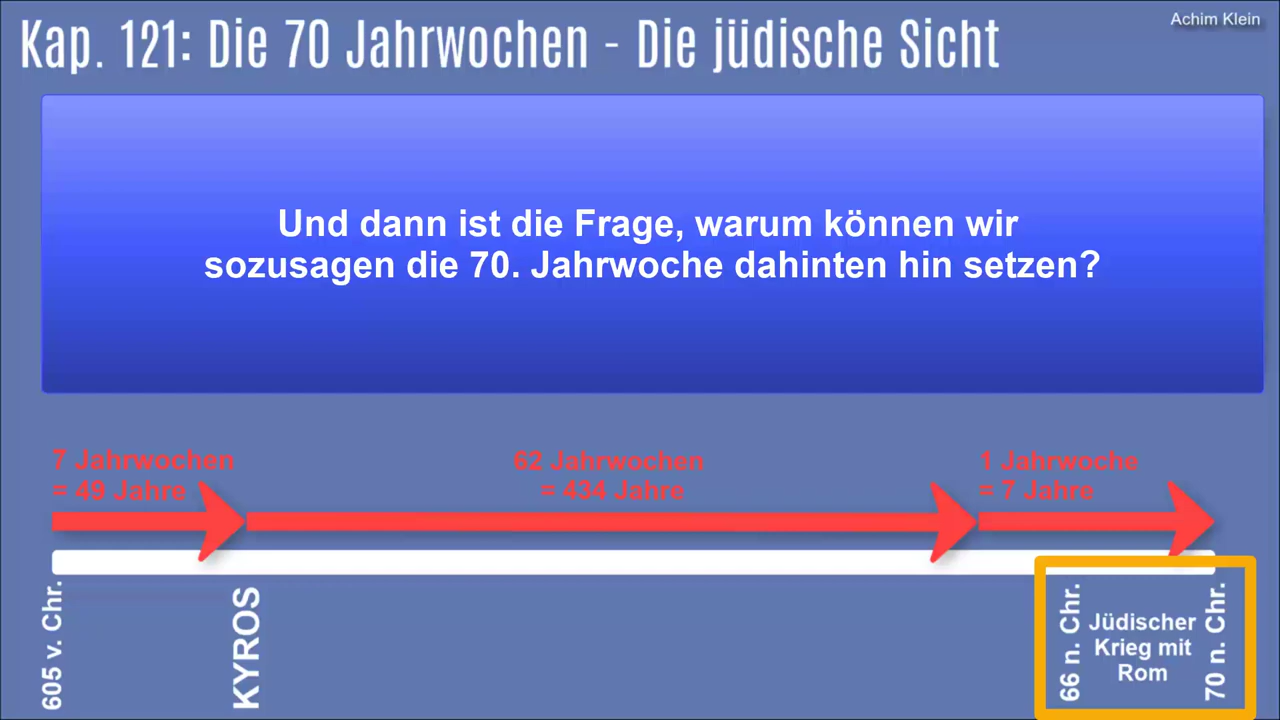 Achim Klein
Kap. 121: Die 70 Jahrwochen - Die jüdische Sicht
Und dann ist die Frage, warum können wir
sozusagen die 70. Jahrwoche dahinten hin setzen?
7 Jahrwochen
= 49 Jahre
62 Jahrwochen
= 434 Jahre
1 Jahrwoche
= 7 Jahre
605 v. Chr.
KYROS
66 n. Chr.
Jüdischer
Krieg mit
Rom
70 n. Chr.